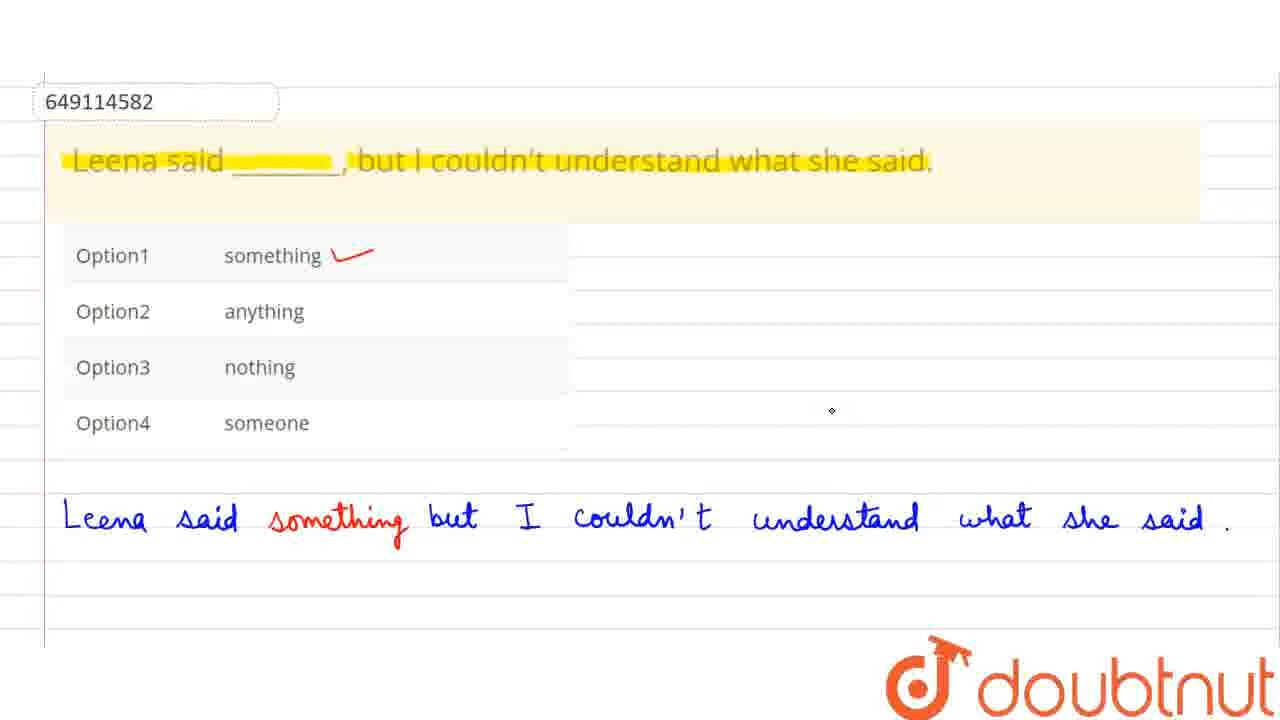 649114582
Leena said ________, but I couldn't understand what she said.
Option1 something
Option2 anything
Option3 nothing
Option4 someone
Leena said something but I couldn't understand what she said.
doubtnut